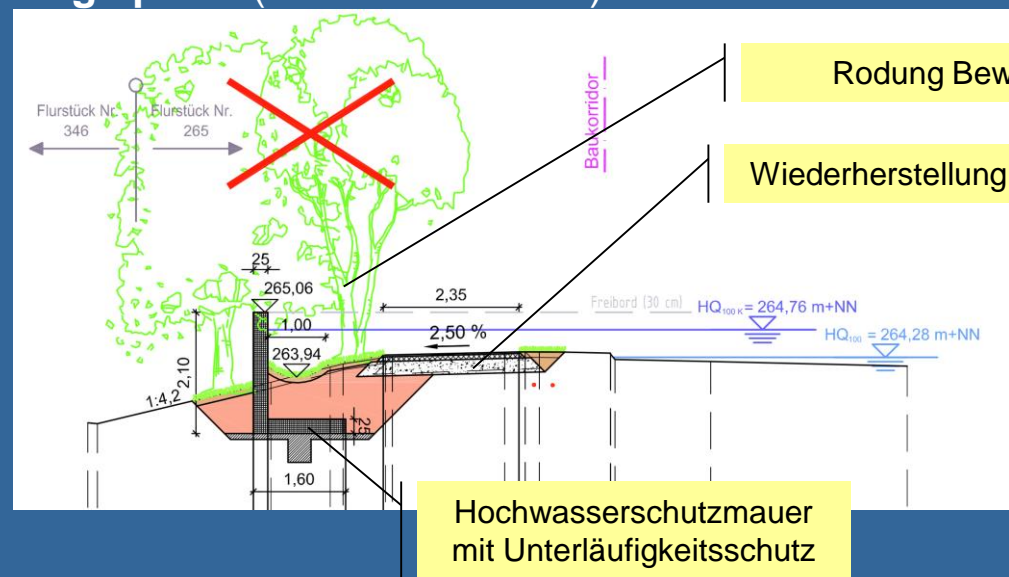 Rodung
Flurstück Nr. Flurstück Nr.
346 265
Baukorridor
Wiederherstellung
25
265,06
2,35
Freibord (30 cm)
HQ100 K = 264,76 m+NN
1,00
2,50 %
HQ100 = 264,28 m+NN
263,94
2,10
1:4,2
25
1,60
Hochwasserschutzmauer
mit Unterläufigkeitsschutz